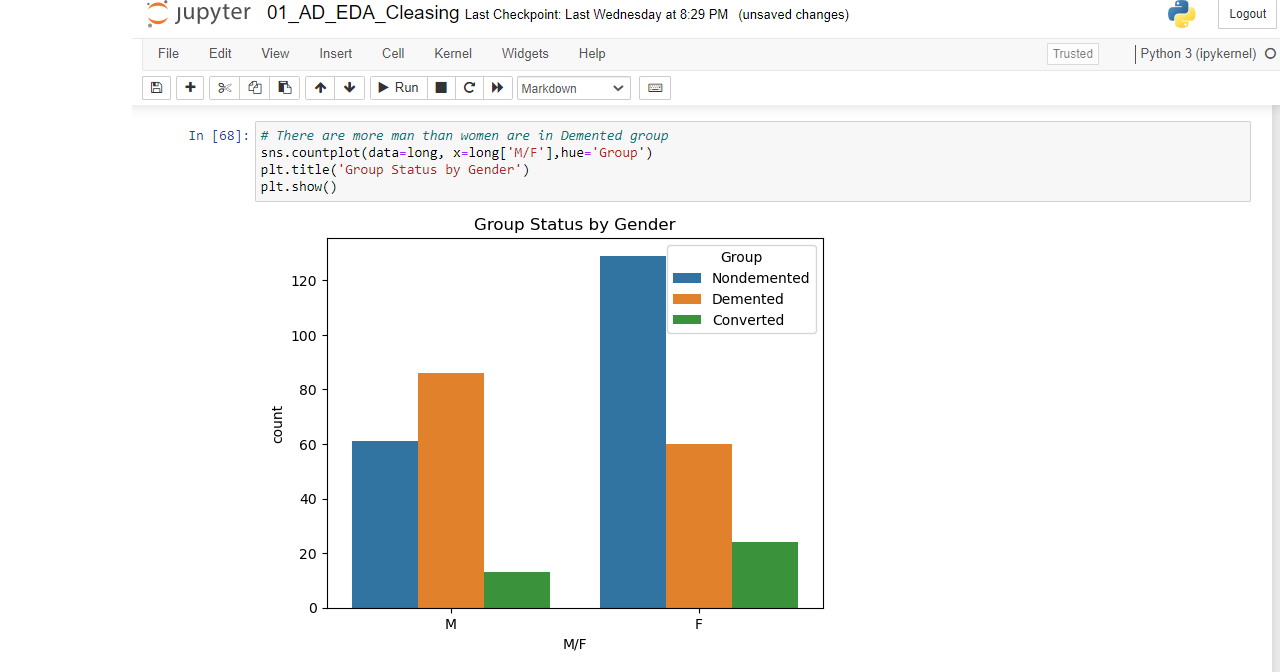 jupyter 01_AD_EDA_Cleasing Last Checkpoint: Last Wednesday at 8:29 PM (unsaved changes) Logout
File Edit View Insert Cell Kernel Widgets Help Trusted Python 3 (ipykernel)
Run Markdown
In [68]: # There are more man than women are in Demented group
sns.countplot(data=long, x=long['M/F'],hue='Group')
plt.title('Group Status by Gender')
plt.show()
Group Status by Gender
Group
Nondemented
Demented
Converted
120
100
80
60
40
20
0
count
M F
M/F